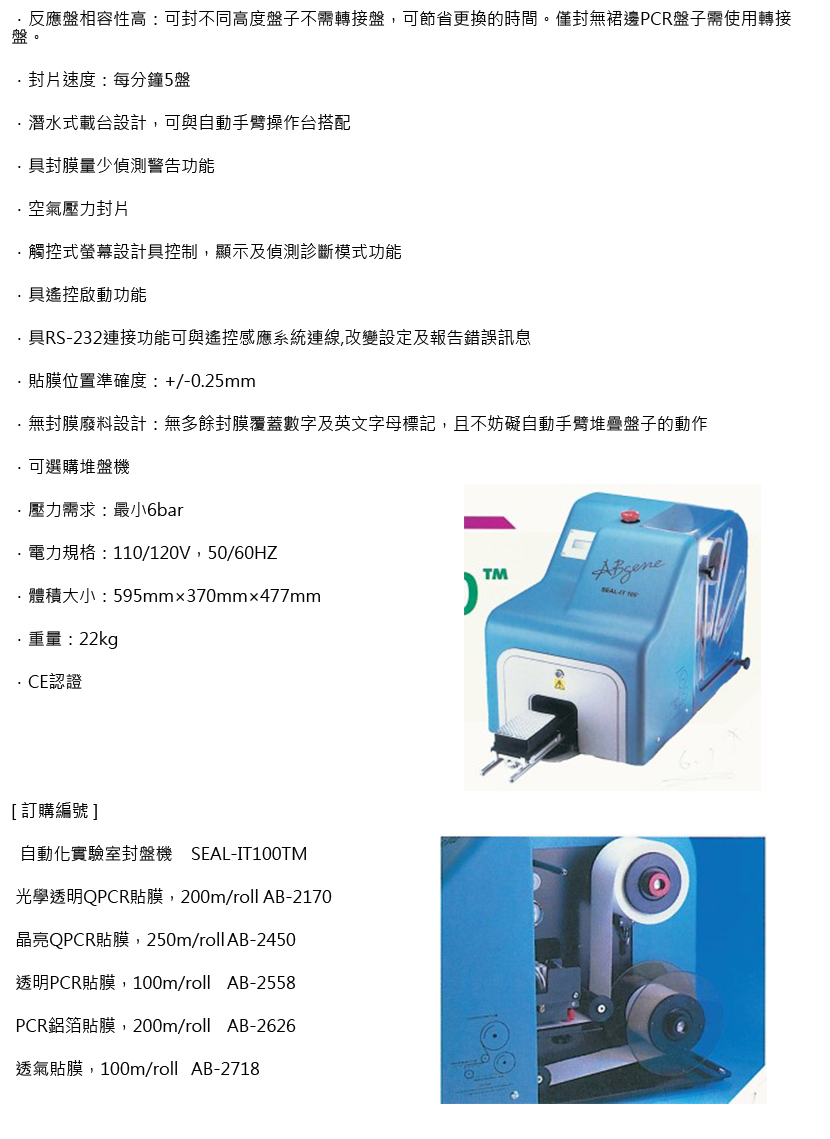 · 反應盤相容性高：可封不同高度盤子不需轉接盤，可節省更換的時間。僅封無裙邊PCR盤子需使用轉接
盤。
· 封片速度：每分鐘5盤
· 潛水式載台設計，可與自動手臂操作台搭配
· 具封膜量少偵測警告功能
· 空氣壓力封片
· 觸控式螢幕設計具控制，顯示及偵測診斷模式功能
· 具遙控啟動功能
· 具RS-232連接功能可與遙控感應系統連線,改變設定及報告錯誤訊息
· 貼膜位置準確度：+/-0.25mm
· 無封膜廢料設計：無多餘封膜覆蓋數字及英文字母標記，且不妨礙自動手臂堆疊盤子的動作
· 可選購堆盤機
· 壓力需求：最小6bar
· 電力規格：110/120V，50/60HZ
· 體積大小：595mm×370mm×477mm
· 重量：22kg
· CE認證
TM
ABgene
SEAL-IT 100
[ 訂購編號 ]
自動化實驗室封盤機 SEAL-IT100TM
光學透明QPCR貼膜，200m/roll AB-2170
晶亮QPCR貼膜，250m/roll AB-2450
透明PCR貼膜，100m/roll AB-2558
PCR鋁箔貼膜，200m/roll AB-2626
透氣貼膜，100m/roll AB-2718